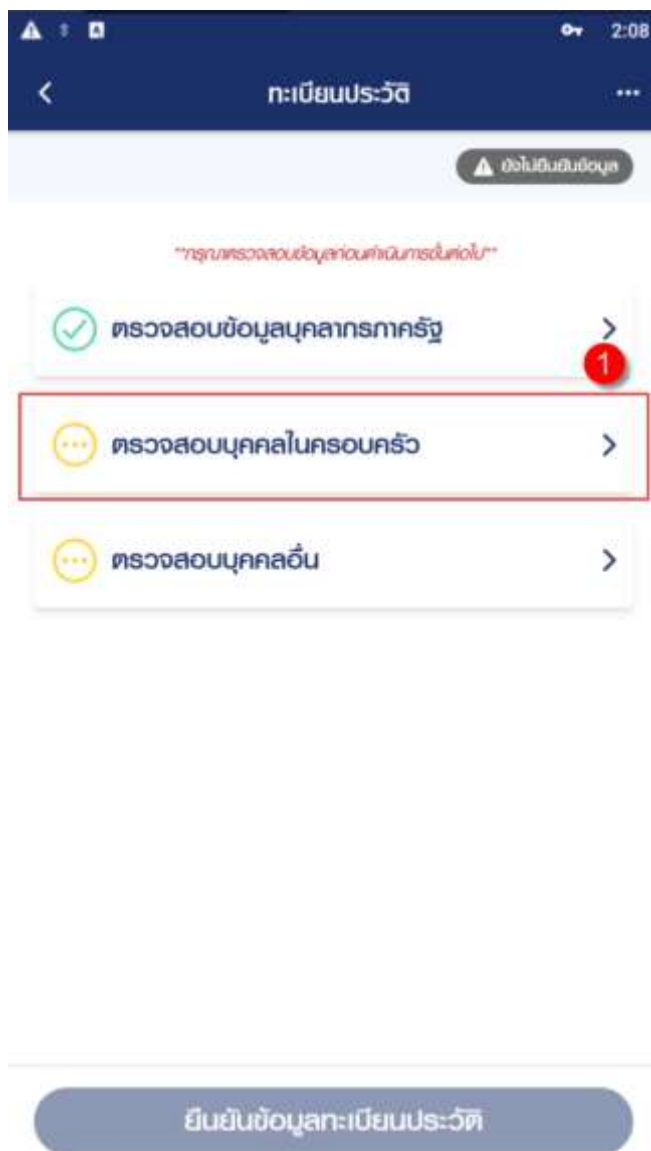 2:08
ทะเบียนประวัติ
ยังไม่ยืนยันข้อมูล
**กรุณาตรวจสอบข้อมูลก่อนดำเนินการขั้นต่อไป**
ตรวจสอบข้อมูลบุคลากรภาครัฐ
1
ตรวจสอบบุคคลในครอบครัว
ตรวจสอบบุคคลอื่น
ยืนยันข้อมูลทะเบียนประวัติ